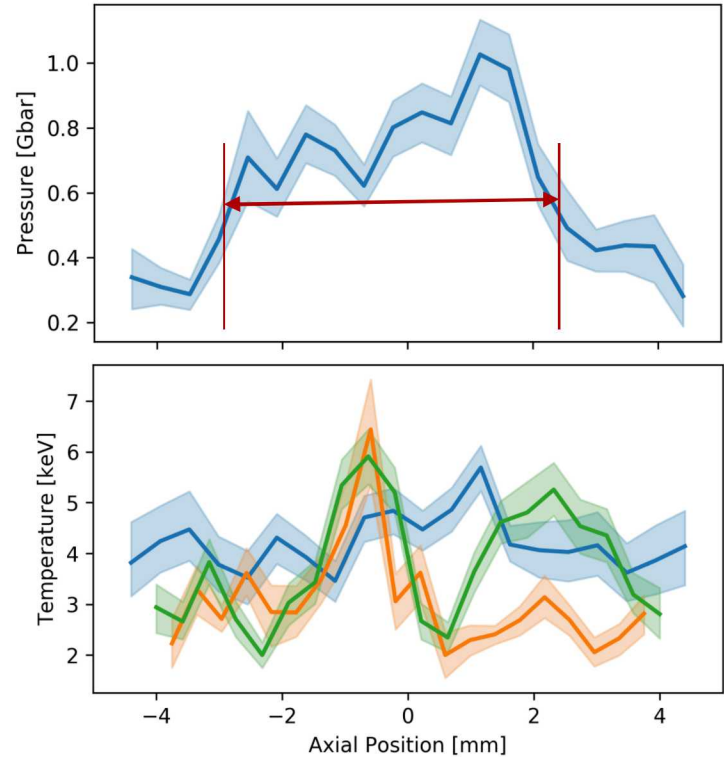 Pressure [Gbar]
1.0
0.8
0.6
0.4
0.2
Temperature [keV]
7
6
5
4
3
2
−4 −2 0 2 4
Axial Position [mm]